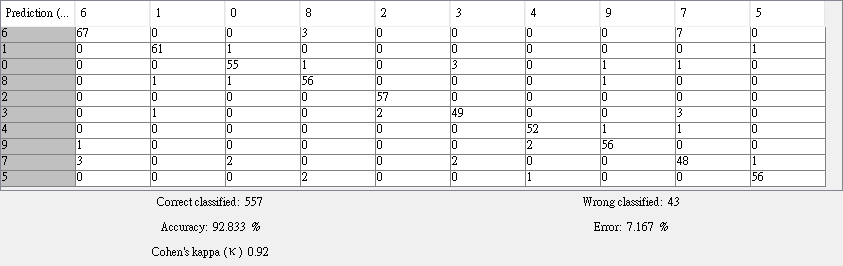 Prediction (... 6 1 0 8 2 3 4 9 7 5
6 67 0 0 3 0 0 0 0 7 0
1 0 61 1 0 0 0 0 0 0 1
0 0 0 55 1 0 3 0 1 1 0
8 0 1 1 56 0 0 0 1 0 0
2 0 0 0 0 57 0 0 0 0 0
3 0 1 0 0 2 49 0 0 3 0
4 0 0 0 0 0 0 52 1 1 0
9 1 0 0 0 0 0 2 56 0 0
7 3 0 2 0 0 2 0 0 48 1
5 0 0 0 2 0 0 1 0 0 56
Correct classified: 557 Wrong classified: 43
Accuracy: 92.833 % Error: 7.167 %
Cohen's kappa (κ) 0.92